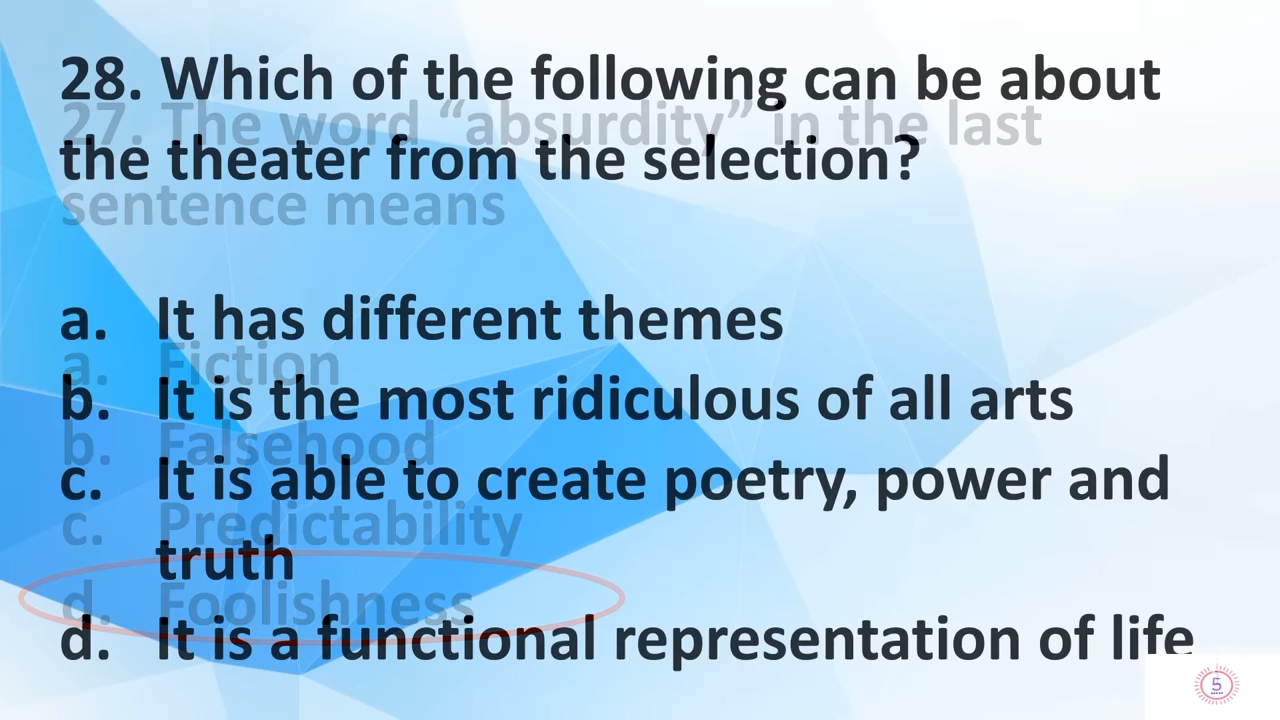 28. Which of the following can be about
27. The word “absurdity” in the last
the theater from the selection?
sentence means
a. It has different themes
a. Fiction
b. It is the most ridiculous of all arts
b. Falsehood
c. It is able to create poetry, power and
c. Predictability
truth
d. Foolishness
d. It is a functional representation of life
5